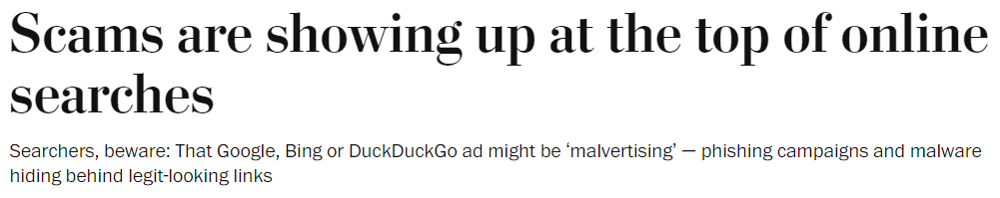 Scams are showing up at the top of online
searches
Searchers, beware: That Google, Bing or DuckDuckGo ad might be ‘malvertising’ — phishing campaigns and malware
hiding behind legit-looking links